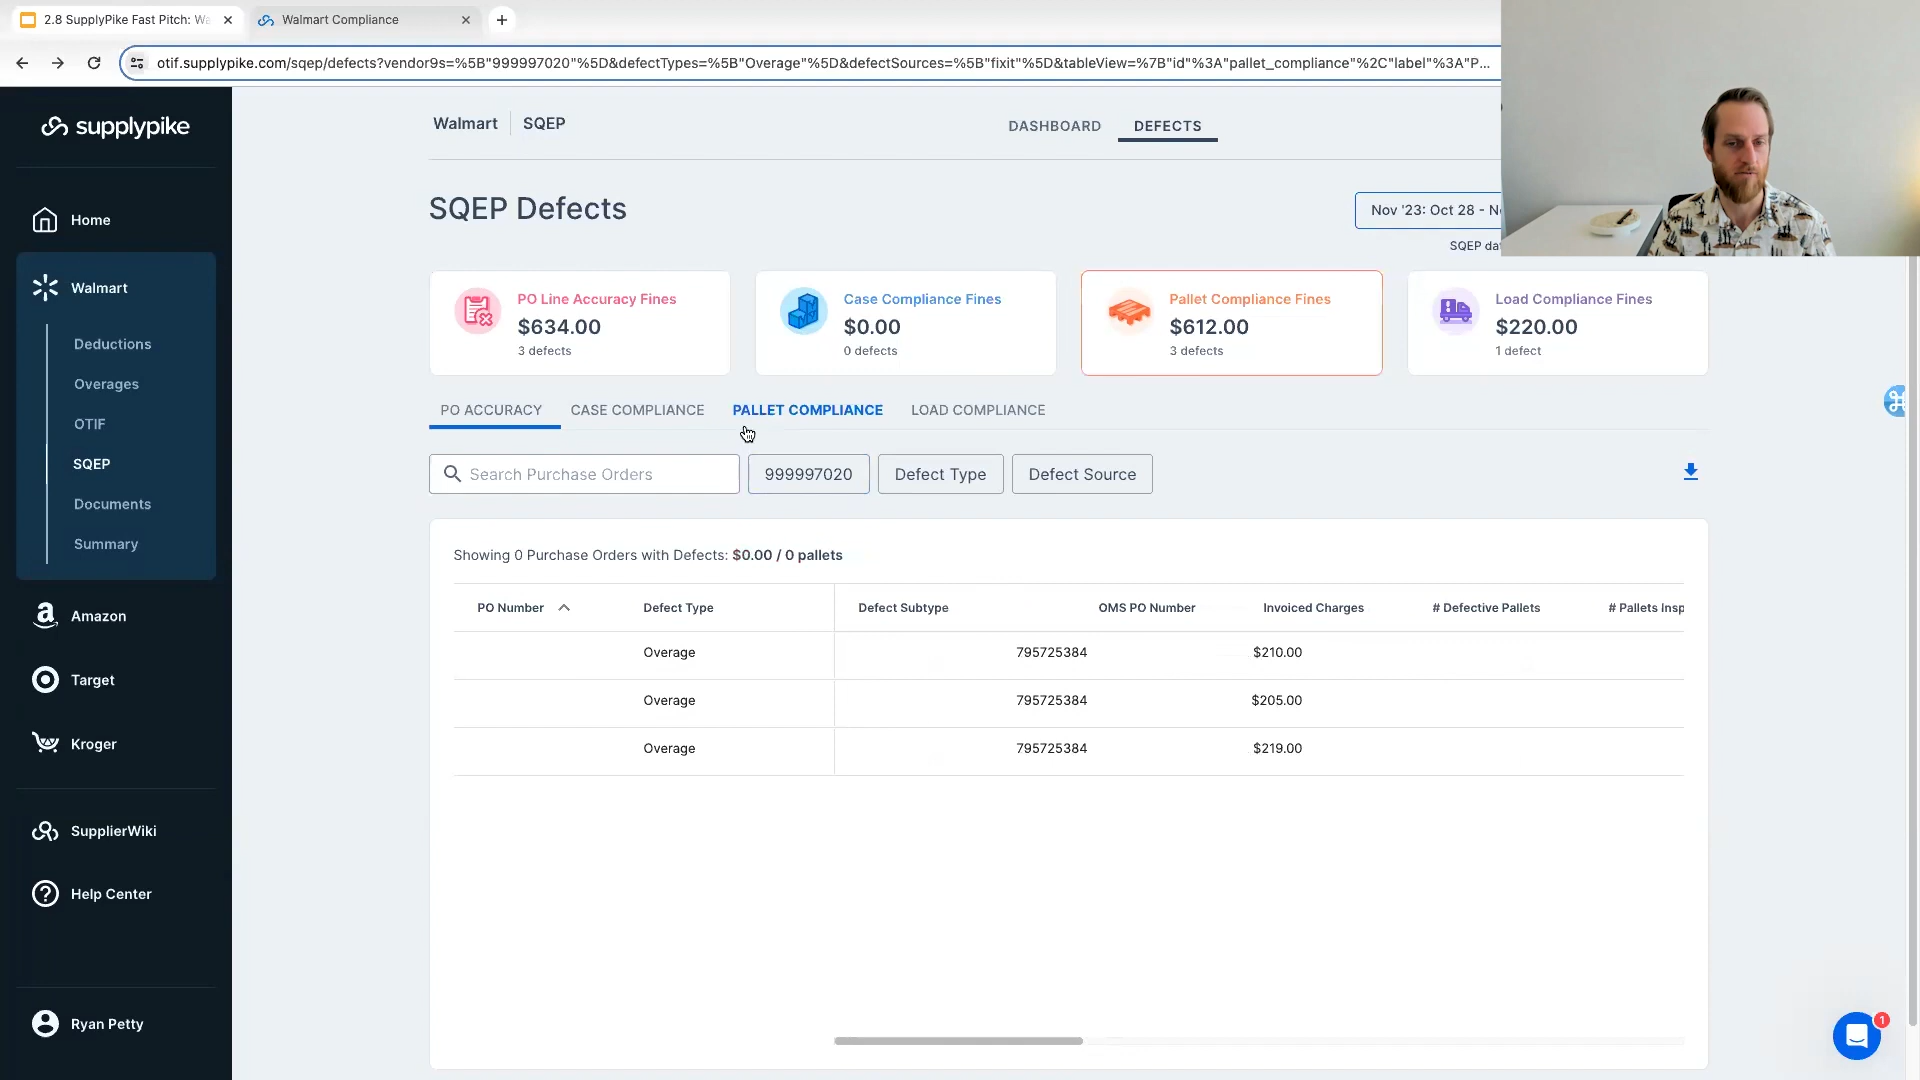 2.8 SupplyPike Fast Pitch: Wa
Walmart Compliance
otif.supplypike.com/sqep/defects?vendor9s=%5B"999997020"%5D&defectTypes=%5B"Overage"%5D&defectSources=%5B"fixit"%5D&tableView=%7B"id"%3A"pallet_compliance"%2C"label"%3A"P...
supplypike
Home
Walmart
Deductions
Overages
OTIF
SQEP
Documents
Summary
Amazon
Target
Kroger
SupplierWiki
Help Center
Ryan Petty
Walmart SQEP
DASHBOARD DEFECTS
SQEP Defects
Nov '23: Oct 28 - N
SQEP dat
PO Line Accuracy Fines
$634.00
3 defects
Case Compliance Fines
$0.00
0 defects
Pallet Compliance Fines
$612.00
3 defects
Load Compliance Fines
$220.00
1 defect
PO ACCURACY CASE COMPLIANCE PALLET COMPLIANCE LOAD COMPLIANCE
Search Purchase Orders 999997020 Defect Type Defect Source
Showing 0 Purchase Orders with Defects: $0.00 / 0 pallets
PO Number Defect Type Defect Subtype OMS PO Number Invoiced Charges # Defective Pallets # Pallets Insp
Overage 795725384 $210.00
Overage 795725384 $205.00
Overage 795725384 $219.00
1